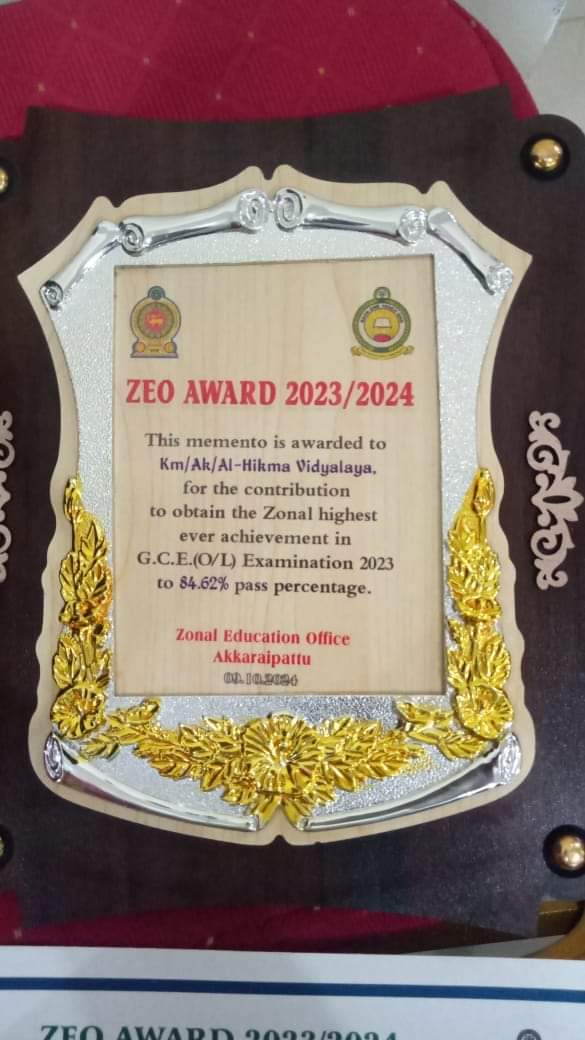 ZEO AWARD 2023/2024
This memento is awarded to
Km/Ak/Al-Hikma Vidyalaya,
for the contribution
to obtain the Zonal highest
ever achievement in
G.C.E.(O/L) Examination 2023
to 84.62% pass percentage.
Zonal Education Office
Akkaraipattu
09.10.2024
ZEO AWARD 2023/2024